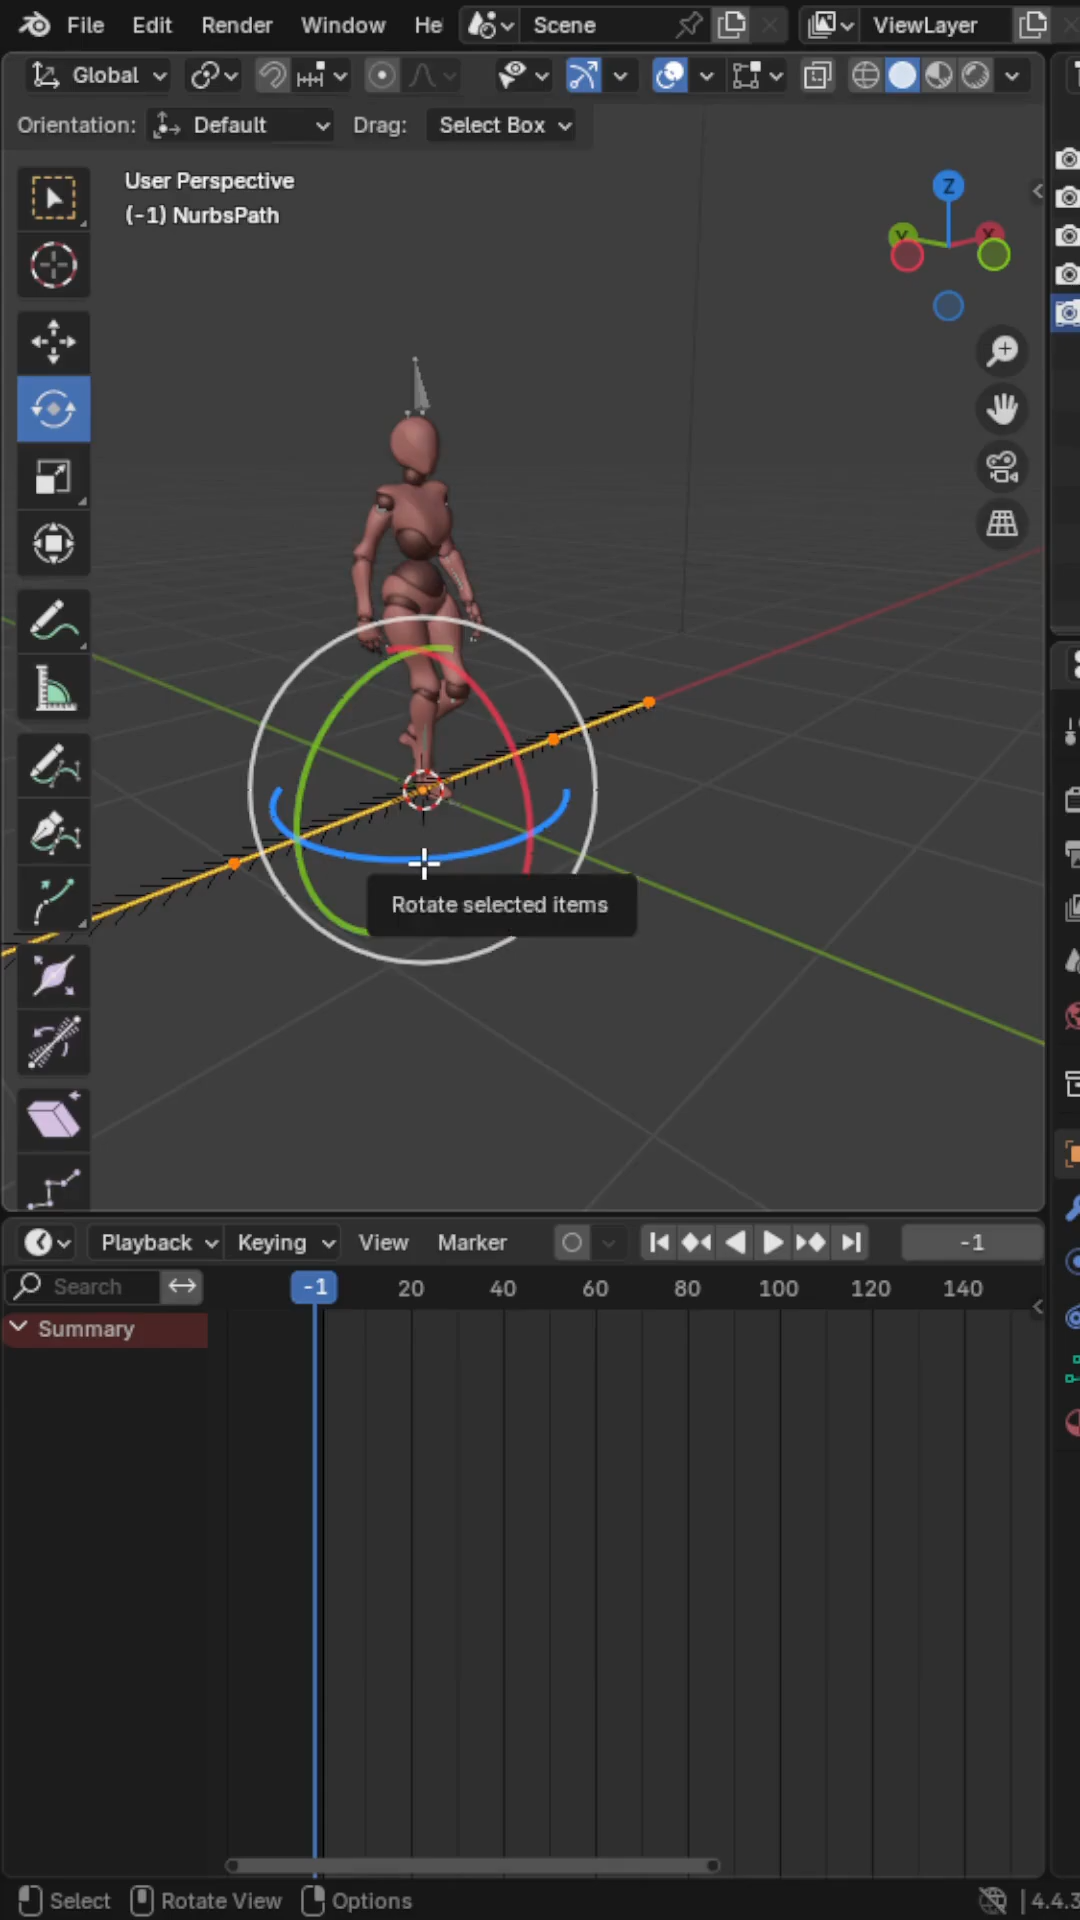 File Edit Render Window He Scene ViewLayer
Global
Orientation: Default Drag: Select Box
User Perspective
(-1) NurbsPath
Z
Y X
Rotate selected items
Playback Keying View Marker -1
Search -1 20 40 60 80 100 120 140
Summary
Select Rotate View Options 4.4.3